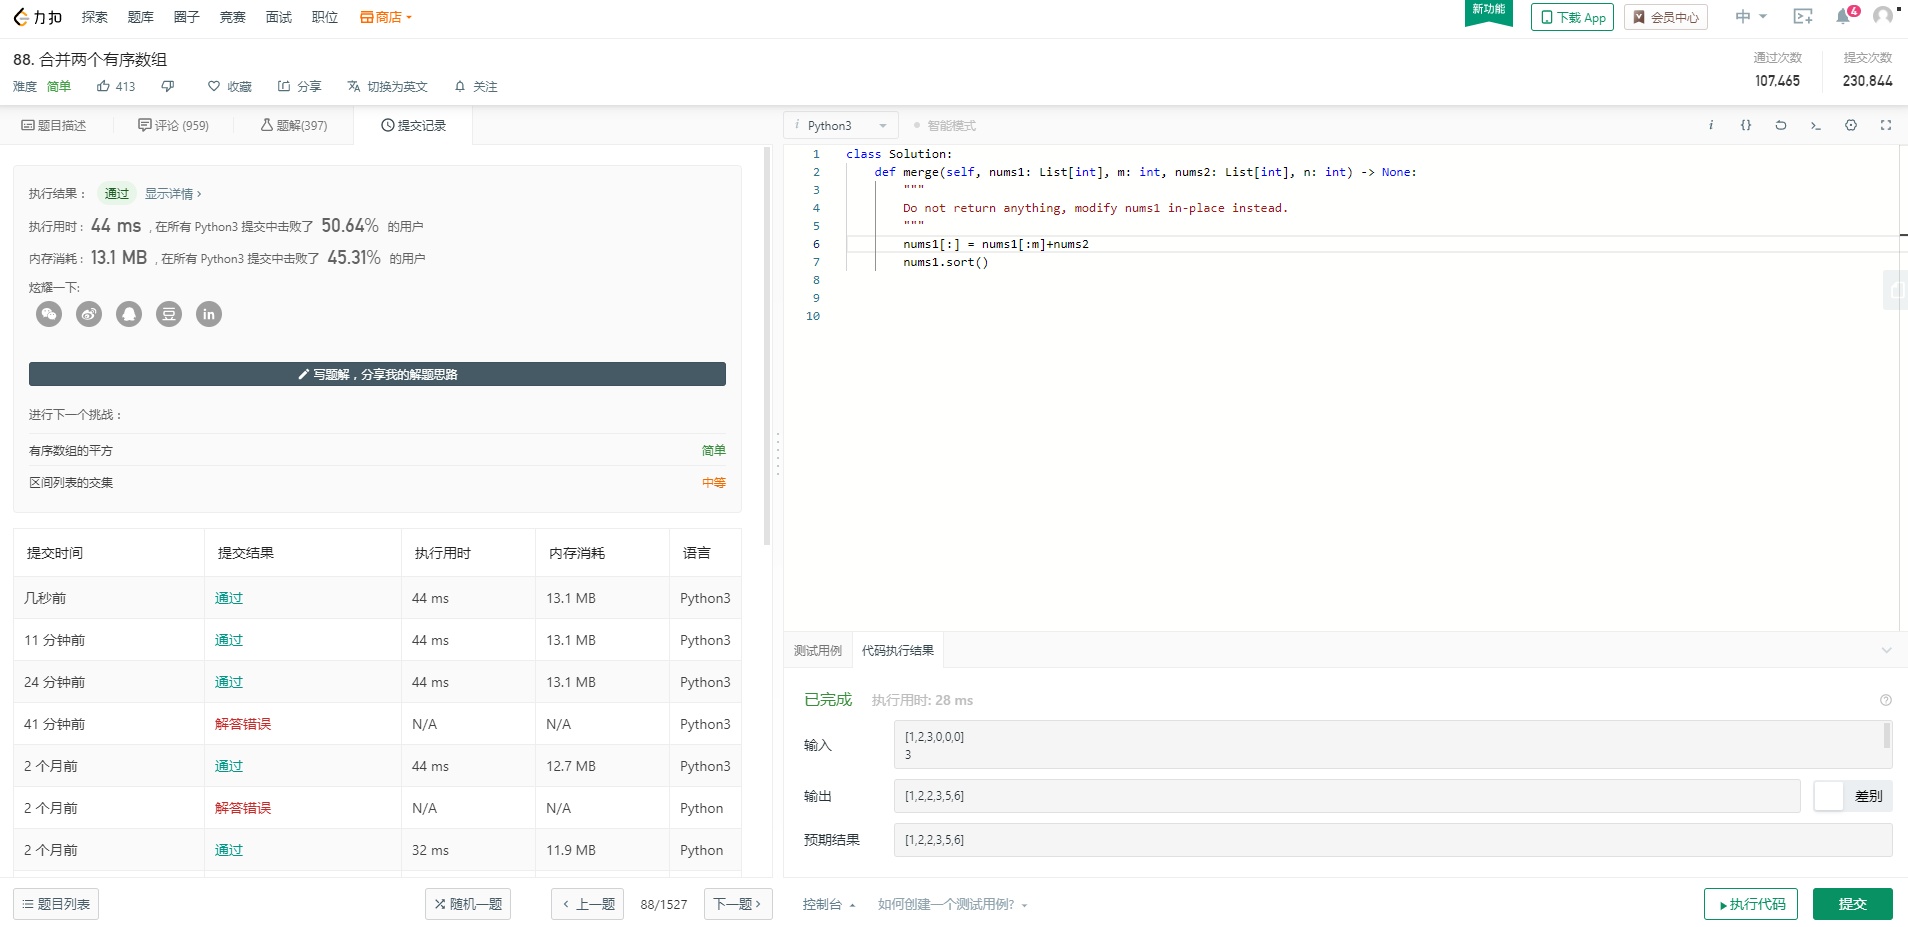 力扣 探索 题库 圈子 竞赛 面试 职位 商店 新功能 下载 App 会员中心 中 4
88. 合并两个有序数组 通过次数 提交次数
难度 简单 413 收藏 分享 切换为英文 关注 107,465 230,844
题目描述 评论 (959) 题解(397) 提交记录
执行结果： 通过 显示详情 ›
执行用时 : 44 ms , 在所有 Python3 提交中击败了 50.64% 的用户
内存消耗 : 13.1 MB , 在所有 Python3 提交中击败了 45.31% 的用户
炫耀一下:
豆 in
写题解，分享我的解题思路
进行下一个挑战：
有序数组的平方 简单
区间列表的交集 中等
提交时间 提交结果 执行用时 内存消耗 语言
几秒前 通过 44 ms 13.1 MB Python3
11 分钟前 通过 44 ms 13.1 MB Python3
24 分钟前 通过 44 ms 13.1 MB Python3
41 分钟前 解答错误 N/A N/A Python3
2 个月前 通过 44 ms 12.7 MB Python3
2 个月前 解答错误 N/A N/A Python
2 个月前 通过 32 ms 11.9 MB Python
题目列表 随机一题 ‹ 上一题 88/1527 下一题 ›
i Python3 智能模式 i {} >_
1 class Solution:
2 def merge(self, nums1: List[int], m: int, nums2: List[int], n: int) -> None:
3 """
4 Do not return anything, modify nums1 in-place instead.
5 """
6 nums1[:] = nums1[:m]+nums2
7 nums1.sort()
8
9
10
测试用例 代码执行结果
已完成 执行用时: 28 ms
输入 [1,2,3,0,0,0]
3
输出 [1,2,2,3,5,6] 差别
预期结果 [1,2,2,3,5,6]
控制台 如何创建一个测试用例? 执行代码 提交